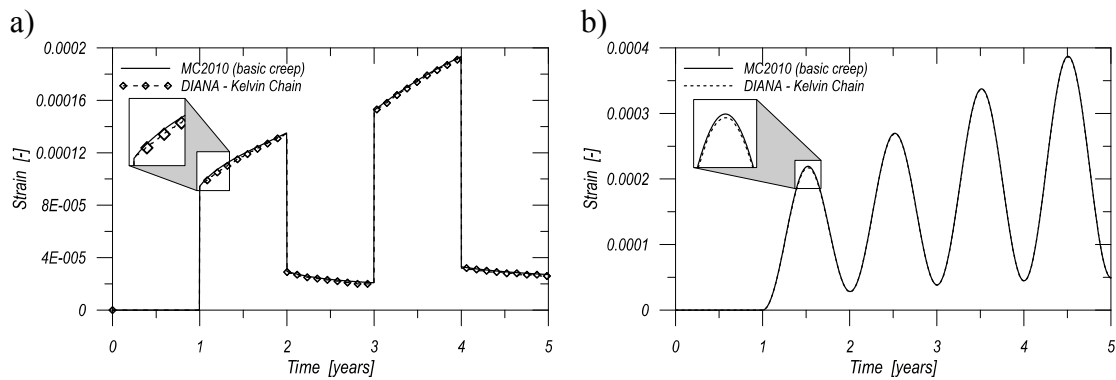 a)
0.0002
0.00016
0.00012
8E-005
4E-005
0
Strain [-]
MC2010 (basic creep)
DIANA - Kelvin Chain
0 1 2 3 4 5
Time [years]
b)
0.0004
0.0003
0.0002
0.0001
0
Strain [-]
MC2010 (basic creep)
DIANA - Kelvin Chain
0 1 2 3 4 5
Time [years]